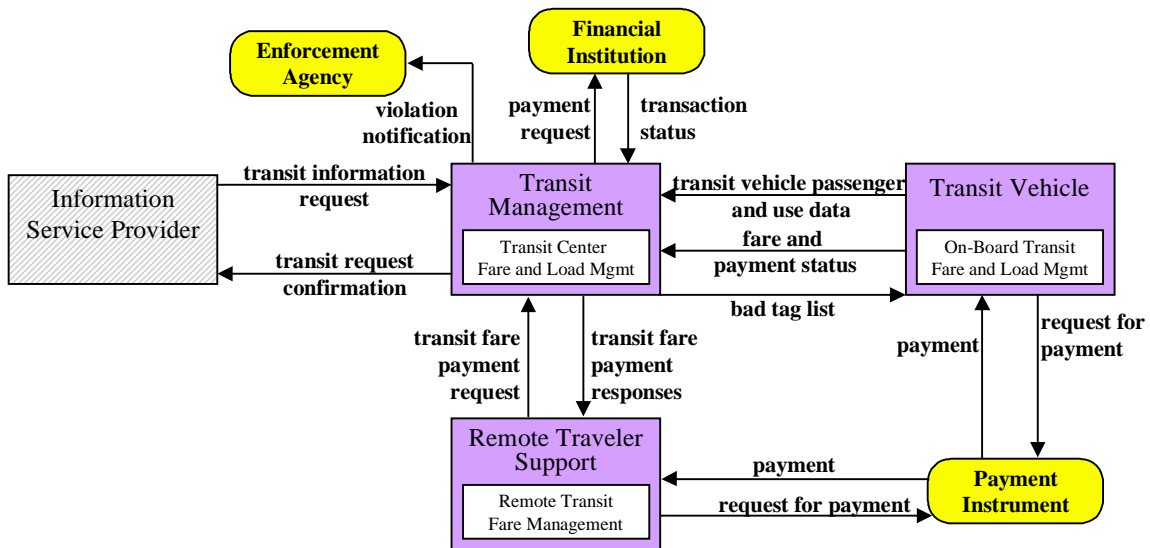 Financial
Institution
Enforcement
Agency
violation
notification
payment
request
transaction
status
Information
Service Provider
transit information
request
transit request
confirmation
Transit
Management
Transit Center
Fare and Load Mgmt
transit vehicle passenger
and use data
fare and
payment status
bad tag list
Transit Vehicle
On-Board Transit
Fare and Load Mgmt
transit fare
payment
request
transit fare
payment
responses
payment
request for
payment
Remote Traveler
Support
Remote Transit
Fare Management
payment
request for payment
Payment
Instrument